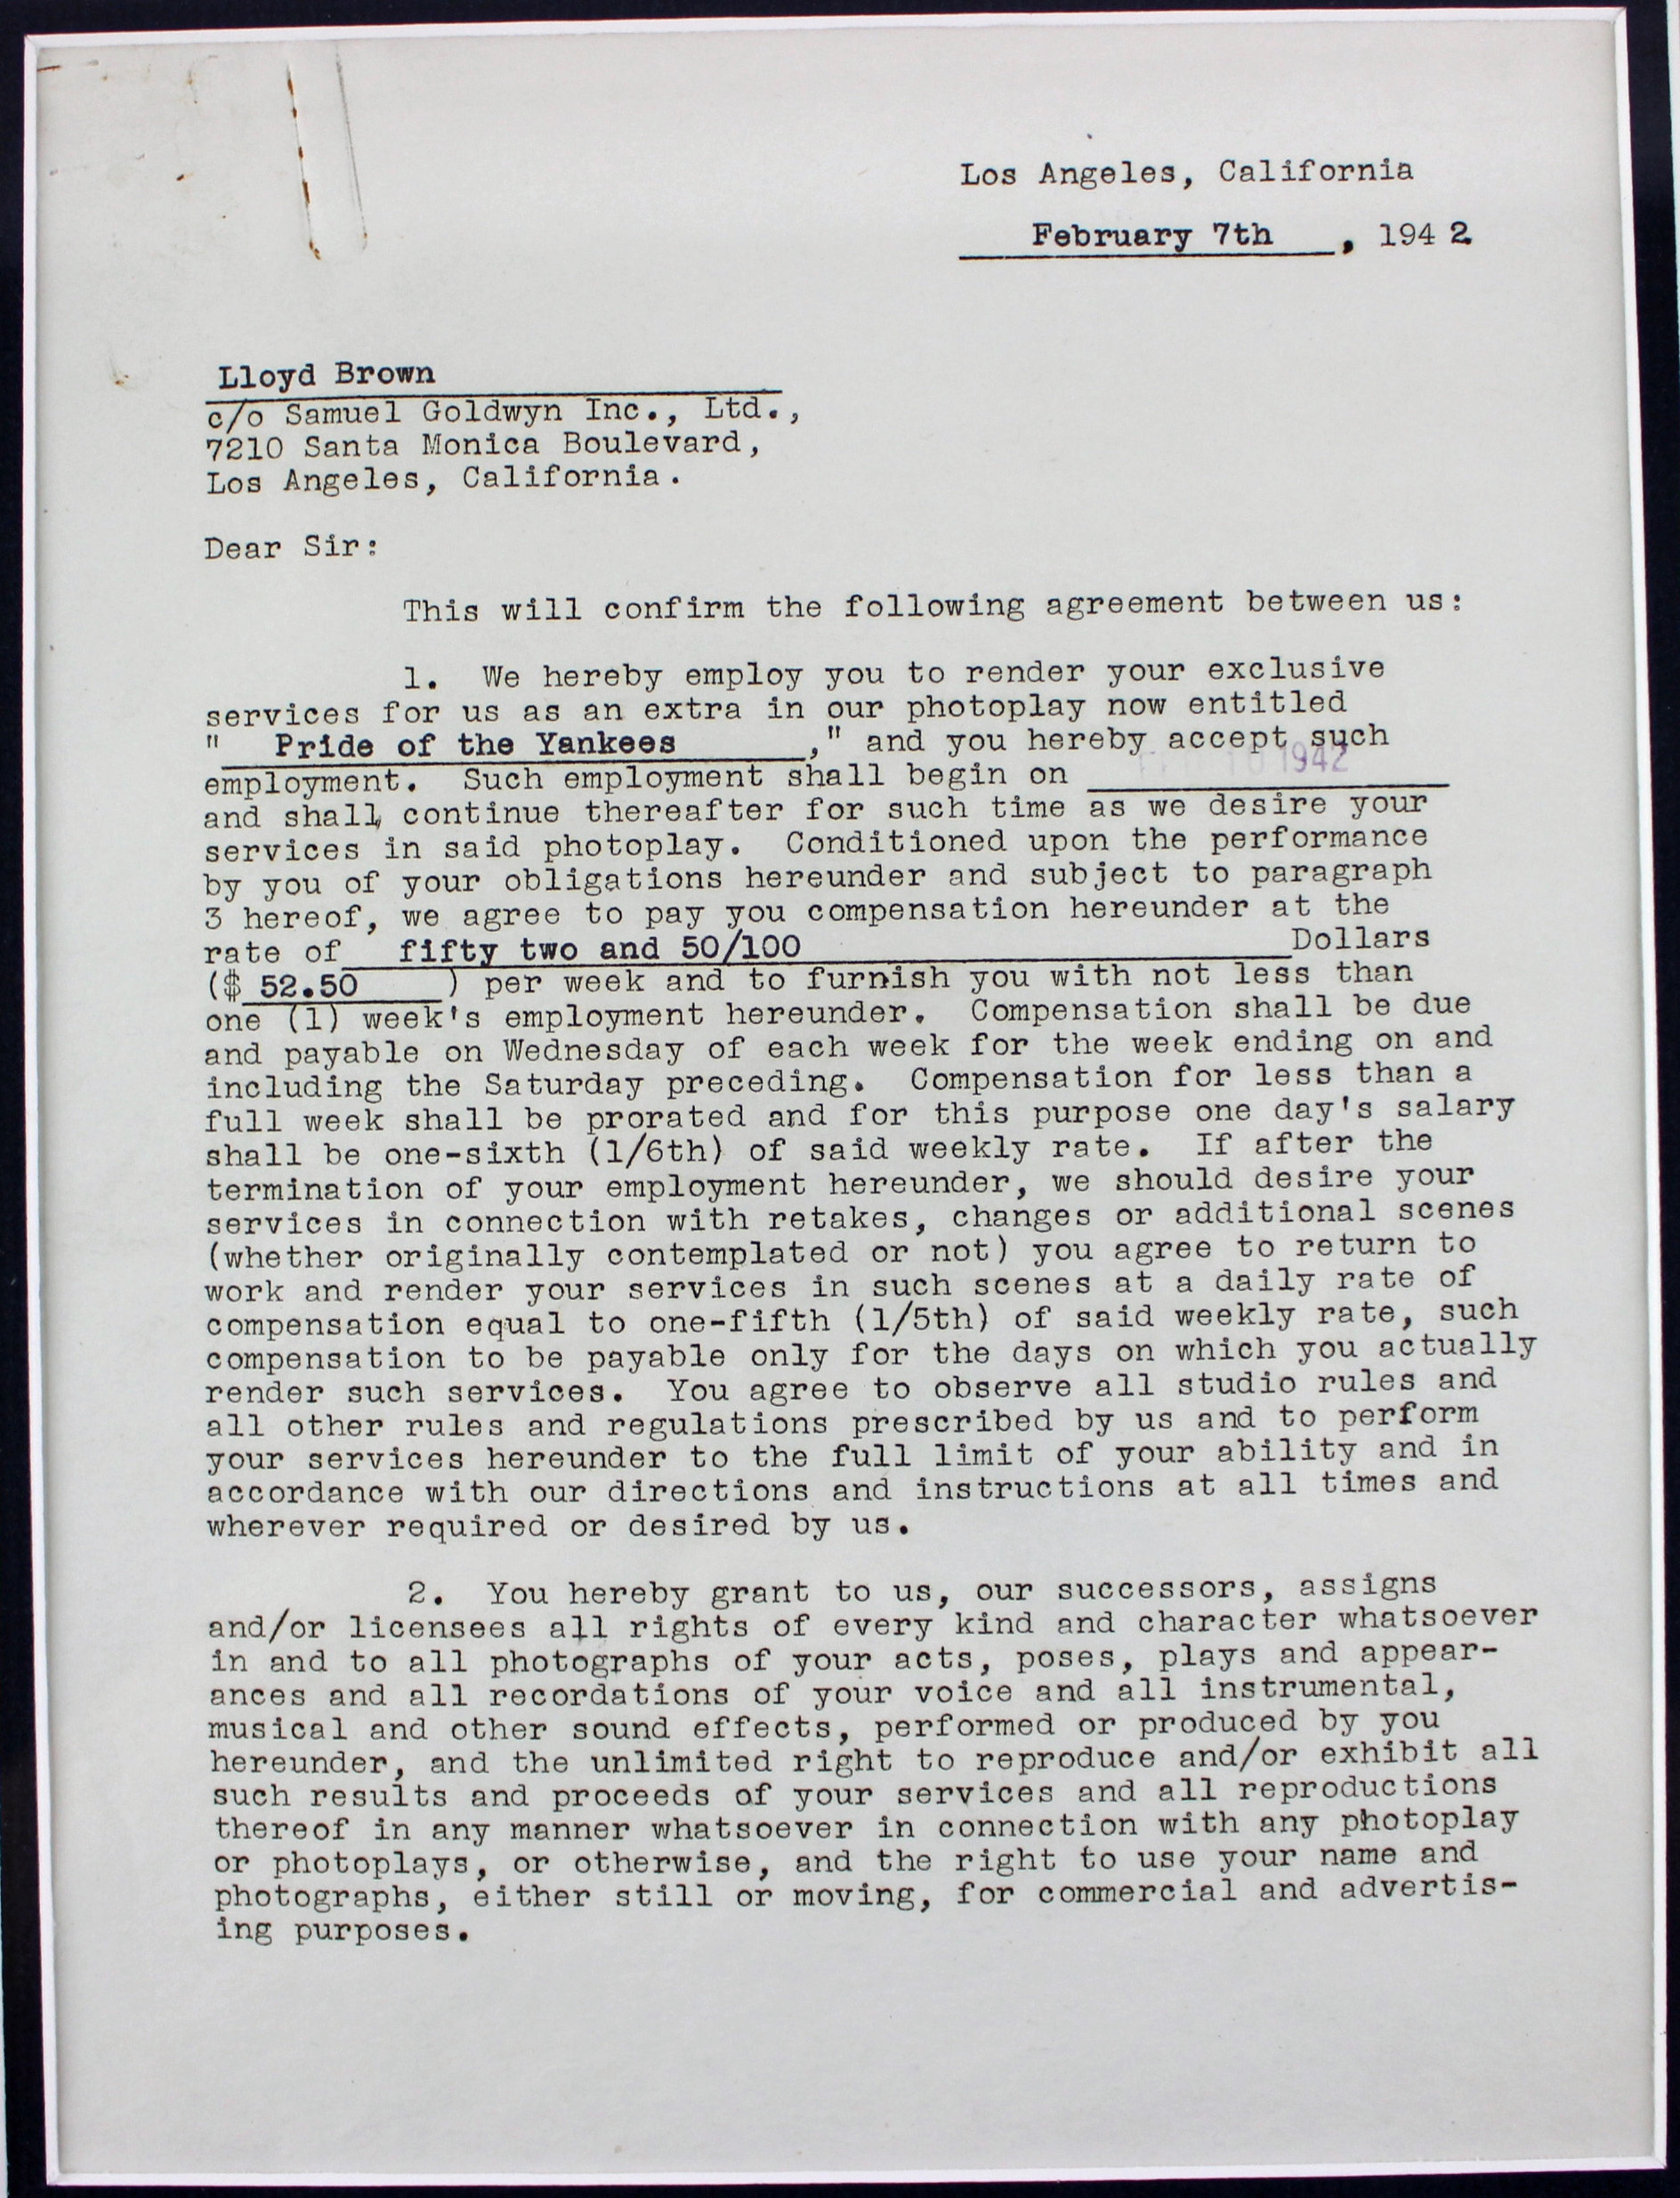 Los Angeles, California
February 7th, 1942
Lloyd Brown
c/o Samuel Goldwyn Inc., Ltd.,
7210 Santa Monica Boulevard,
Los Angeles, California.
Dear Sir:
This will confirm the following agreement between us:
1. We hereby employ you to render your exclusive
services for us as an extra in our photoplay now entitled
" Pride of the Yankees ," and you hereby accept such
employment. Such employment shall begin on 1942
and shall continue thereafter for such time as we desire your
services in said photoplay. Conditioned upon the performance
by you of your obligations hereunder and subject to paragraph
3 hereof, we agree to pay you compensation hereunder at the
rate of fifty two and 50/100 Dollars
($ 52.50 ) per week and to furnish you with not less than
one (1) week's employment hereunder. Compensation shall be due
and payable on Wednesday of each week for the week ending on and
including the Saturday preceding. Compensation for less than a
full week shall be prorated and for this purpose one day's salary
shall be one-sixth (1/6th) of said weekly rate. If after the
termination of your employment hereunder, we should desire your
services in connection with retakes, changes or additional scenes
(whether originally contemplated or not) you agree to return to
work and render your services in such scenes at a daily rate of
compensation equal to one-fifth (1/5th) of said weekly rate, such
compensation to be payable only for the days on which you actually
render such services. You agree to observe all studio rules and
all other rules and regulations prescribed by us and to perform
your services hereunder to the full limit of your ability and in
accordance with our directions and instructions at all times and
wherever required or desired by us.
2. You hereby grant to us, our successors, assigns
and/or licensees all rights of every kind and character whatsoever
in and to all photographs of your acts, poses, plays and appear-
ances and all recordations of your voice and all instrumental,
musical and other sound effects, performed or produced by you
hereunder, and the unlimited right to reproduce and/or exhibit all
such results and proceeds of your services and all reproductions
thereof in any manner whatsoever in connection with any photoplay
or photoplays, or otherwise, and the right to use your name and
photographs, either still or moving, for commercial and advertis-
ing purposes.